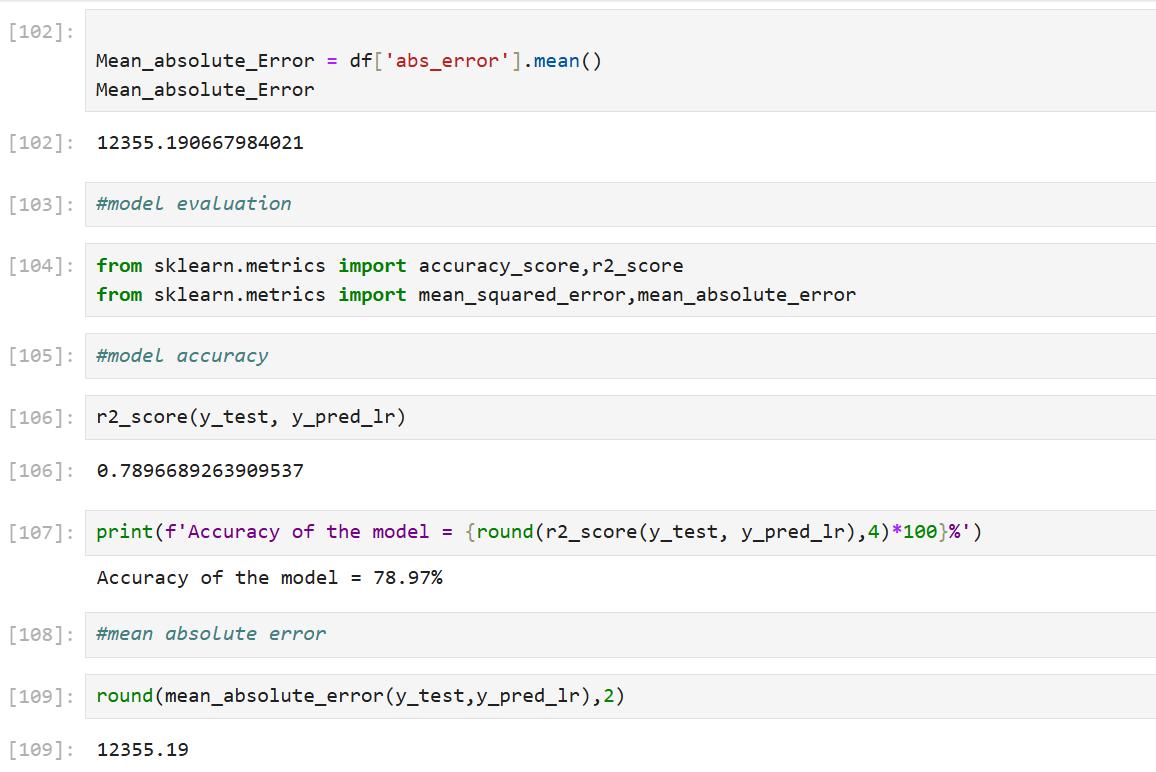 [102]:
Mean_absolute_Error = df['abs_error'].mean()
Mean_absolute_Error
[102]: 12355.190667984021
[103]: #model evaluation
[104]: from sklearn.metrics import accuracy_score,r2_score
from sklearn.metrics import mean_squared_error,mean_absolute_error
[105]: #model accuracy
[106]: r2_score(y_test, y_pred_lr)
[106]: 0.7896689263909537
[107]: print(f'Accuracy of the model = {round(r2_score(y_test, y_pred_lr),4)*100}%')
Accuracy of the model = 78.97%
[108]: #mean absolute error
[109]: round(mean_absolute_error(y_test,y_pred_lr),2)
[109]: 12355.19